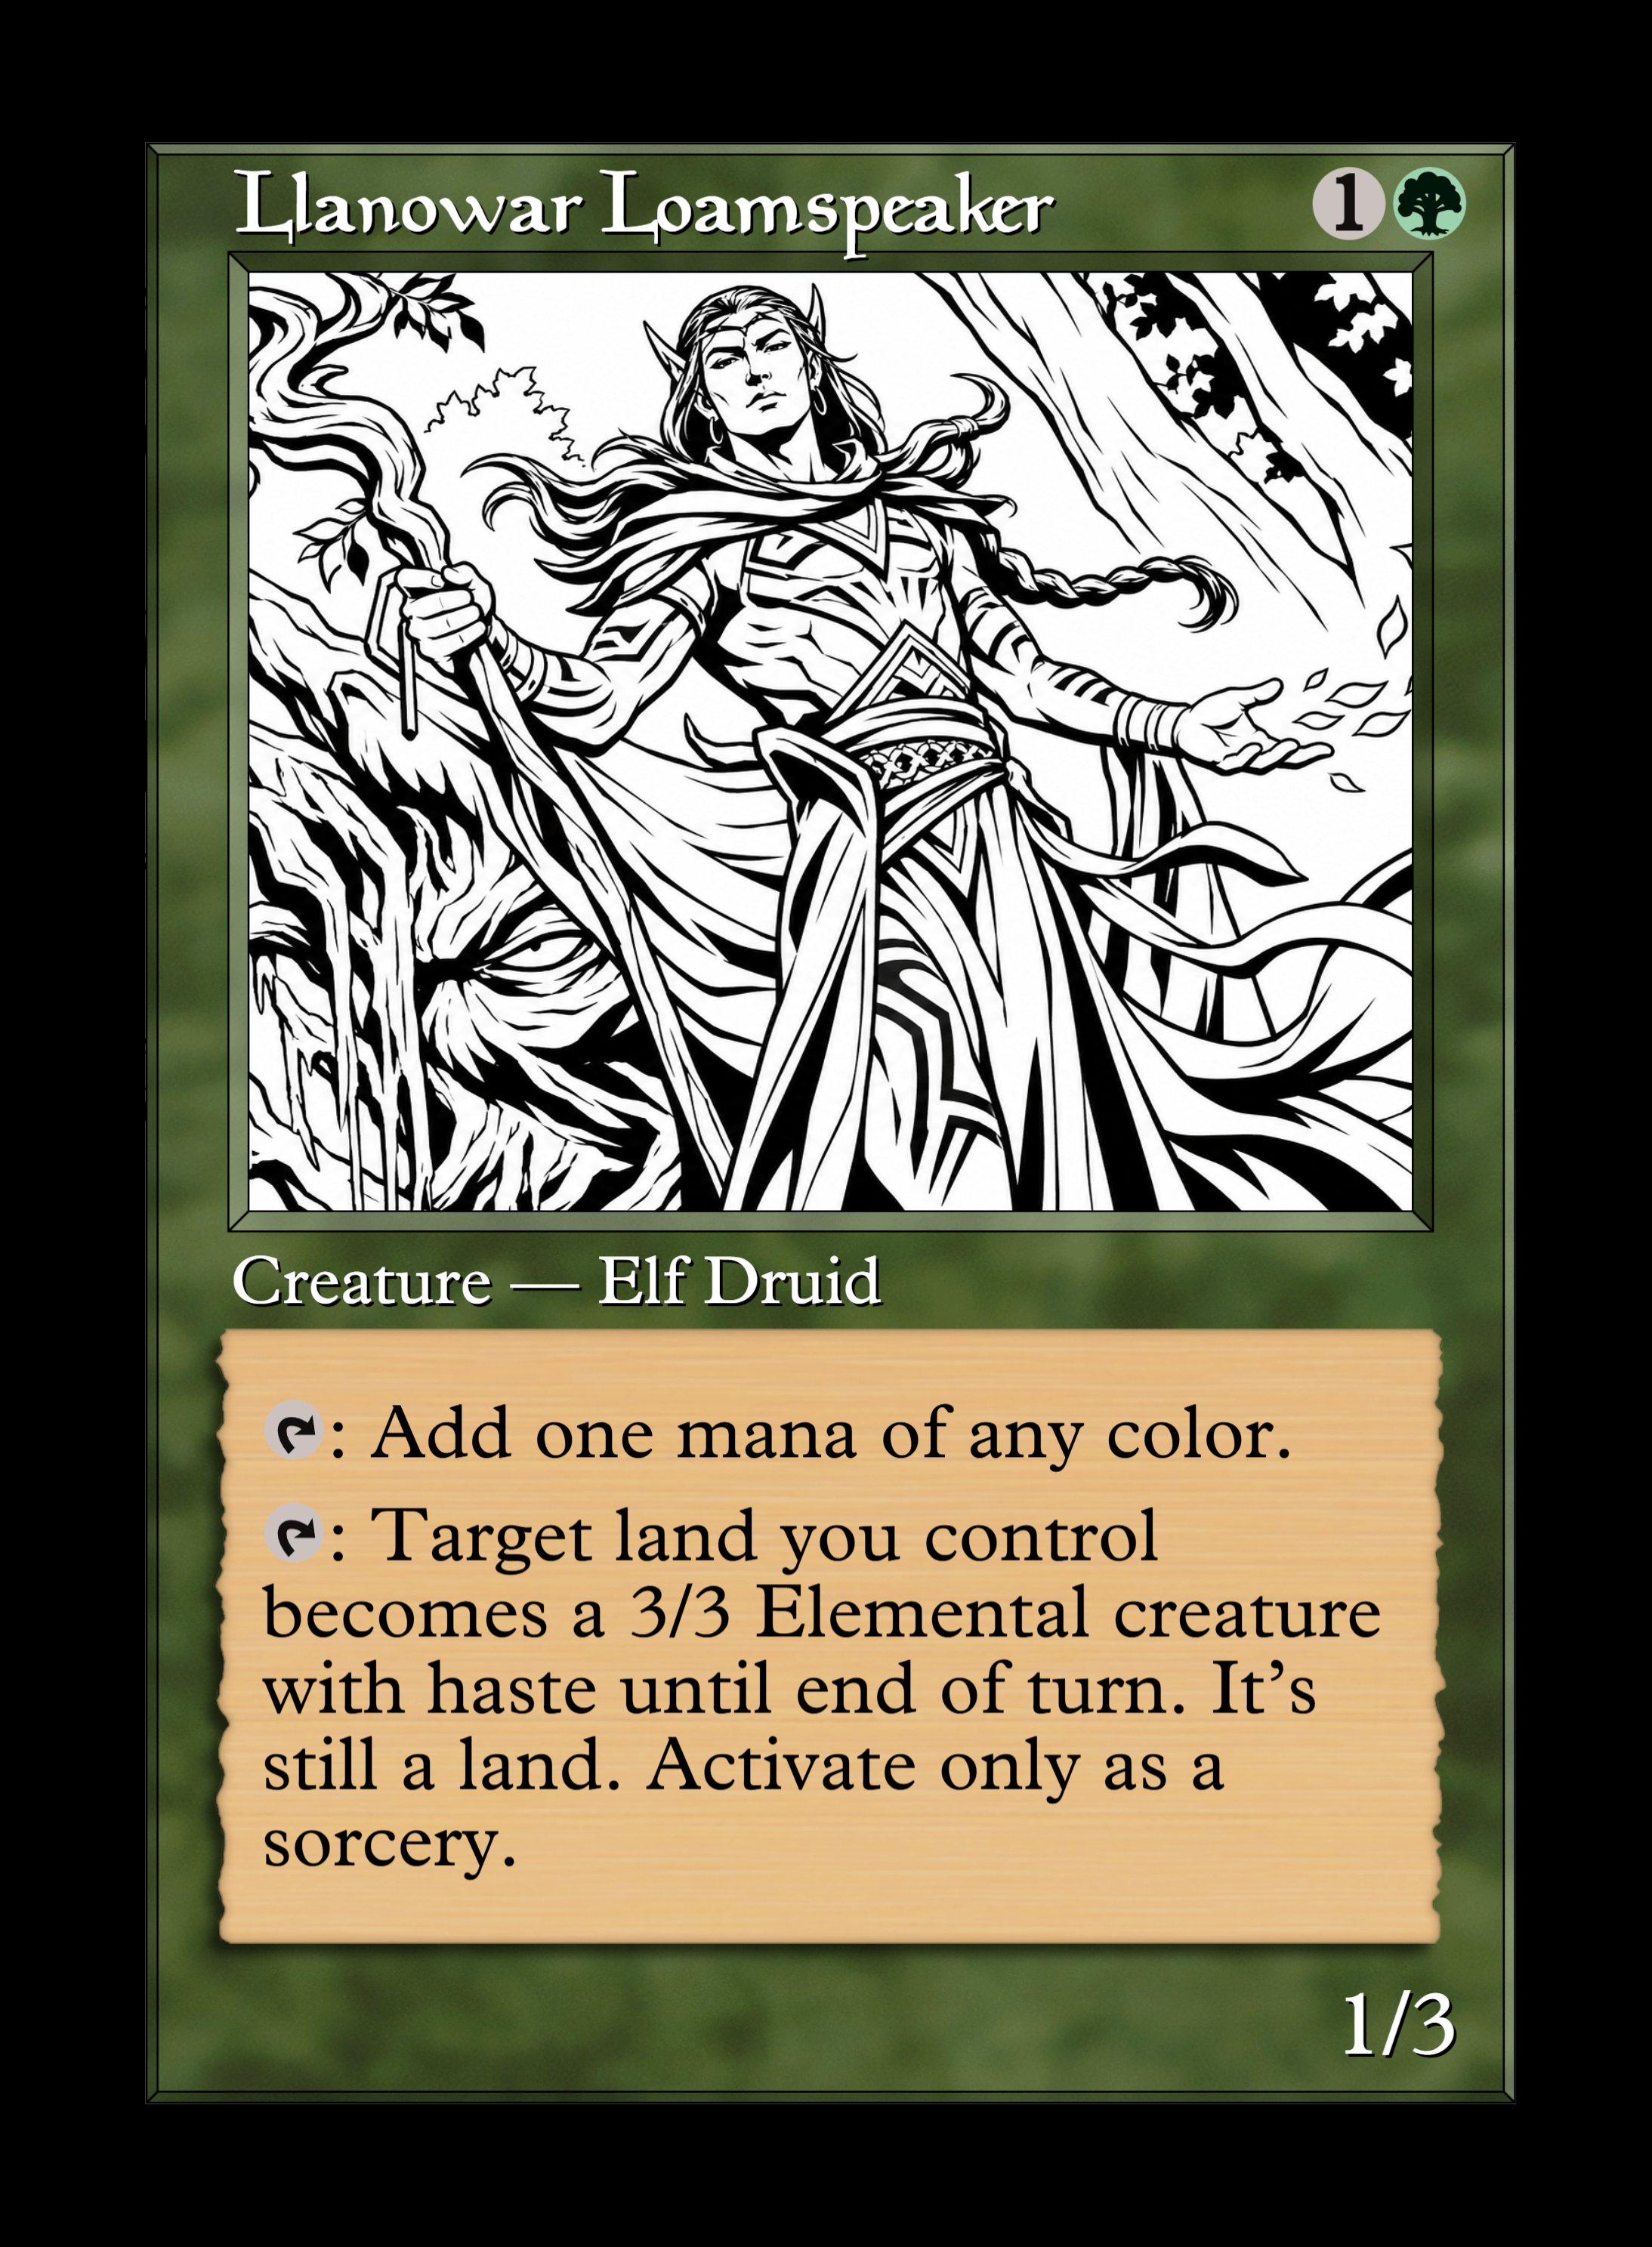 Llanowar Loamspeaker 1
Creature — Elf Druid
: Add one mana of any color.
: Target land you control
becomes a 3/3 Elemental creature
with haste until end of turn. It’s
still a land. Activate only as a
sorcery.
1/3